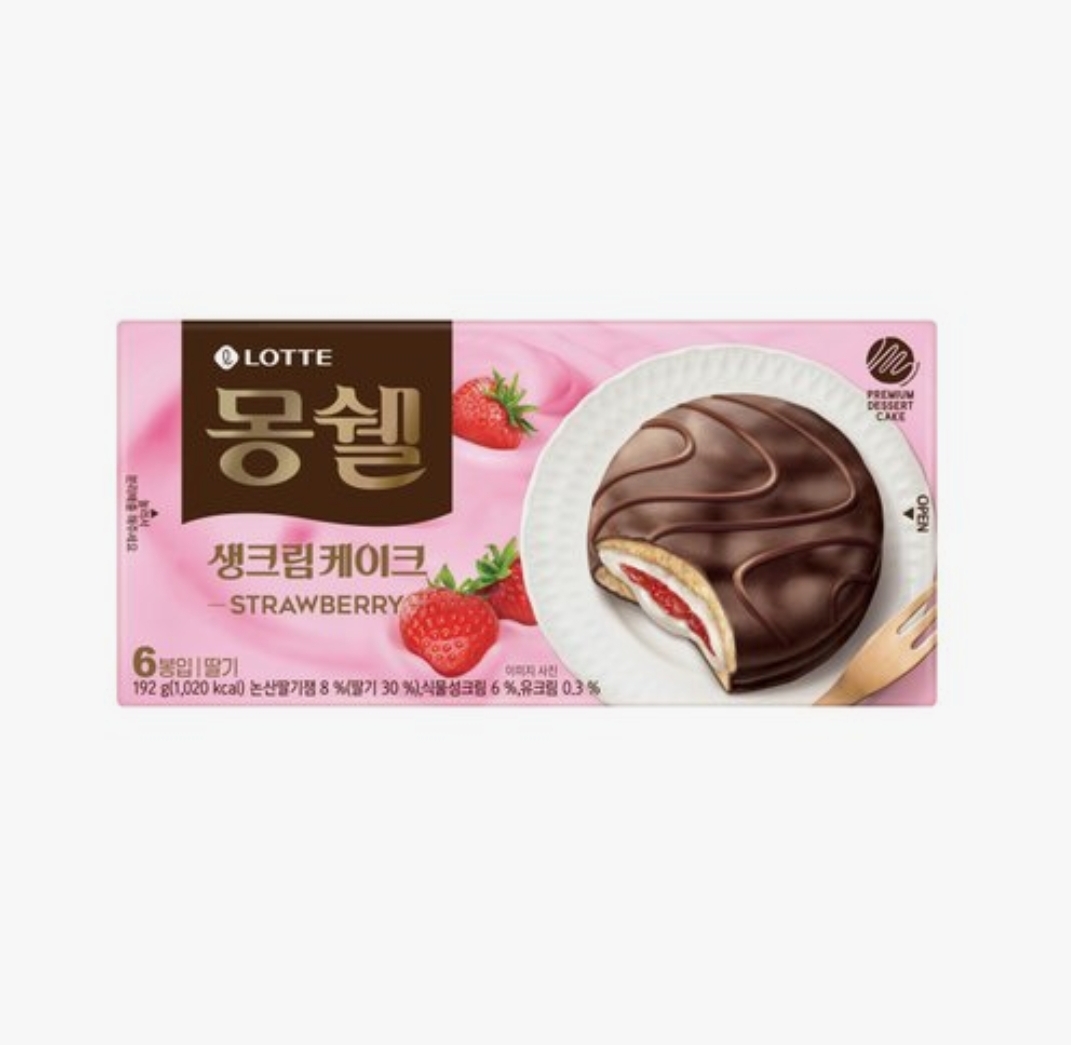 LOTTE
몽쉘
생크림케이크
STRAWBERRY
6봉입 | 딸기
이미지 사진
192 g(1,020 kcal) 논산딸기잼 8 %(딸기 30 %),식물성크림 6 %,유크림 0.3 %
PREMIUM
DESSERT
CAKE
OPEN